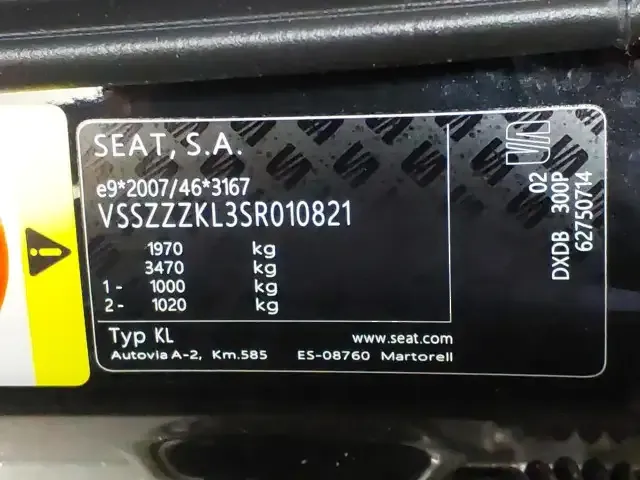 SEAT, S.A.
e9*2007/46*3167
VSSZZZKL3SR010821
1970 kg
3470 kg
1- 1000 kg
2- 1020 kg
Typ KL www.seat.com
Autovia A-2, Km.585 ES-08760 Martorell
02
DXDB 300P
62750714